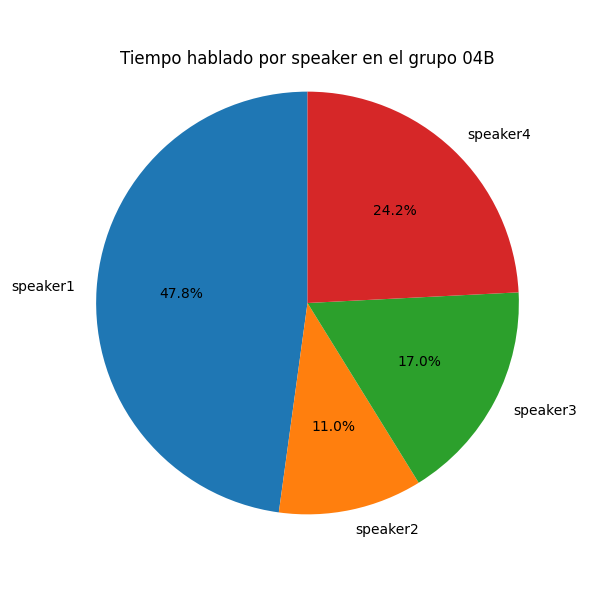 Tiempo hablado por speaker en el grupo 04B
speaker4
24.2%
speaker1
47.8%
17.0%
speaker3
11.0%
speaker2